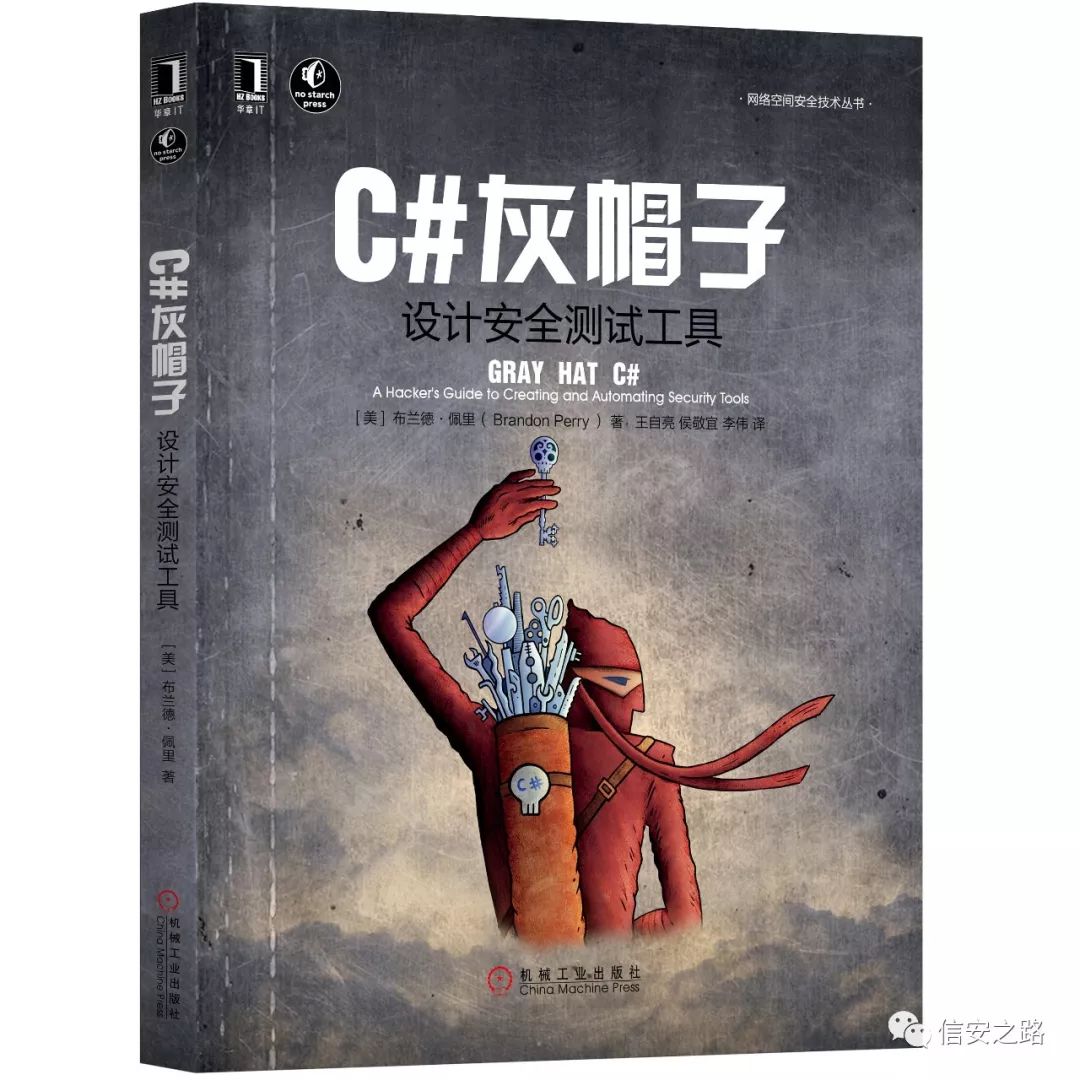 HZ BOOKS
华章IT
no starch
press
C#灰帽子
设计安全测试工具
[美] 布兰德·佩里 著
机械工业出版社
China Machine Press
HZ BOOKS
华章IT
no starch
press
·网络空间安全技术丛书·
C#灰帽子
设计安全测试工具
GRAY HAT C#
A Hacker's Guide to Creating and Automating Security Tools
[美] 布兰德·佩里 ( Brandon Perry ) 著, 王自亮 侯敬宜 李伟 译
C#
机械工业出版社
China Machine Press
信安之路